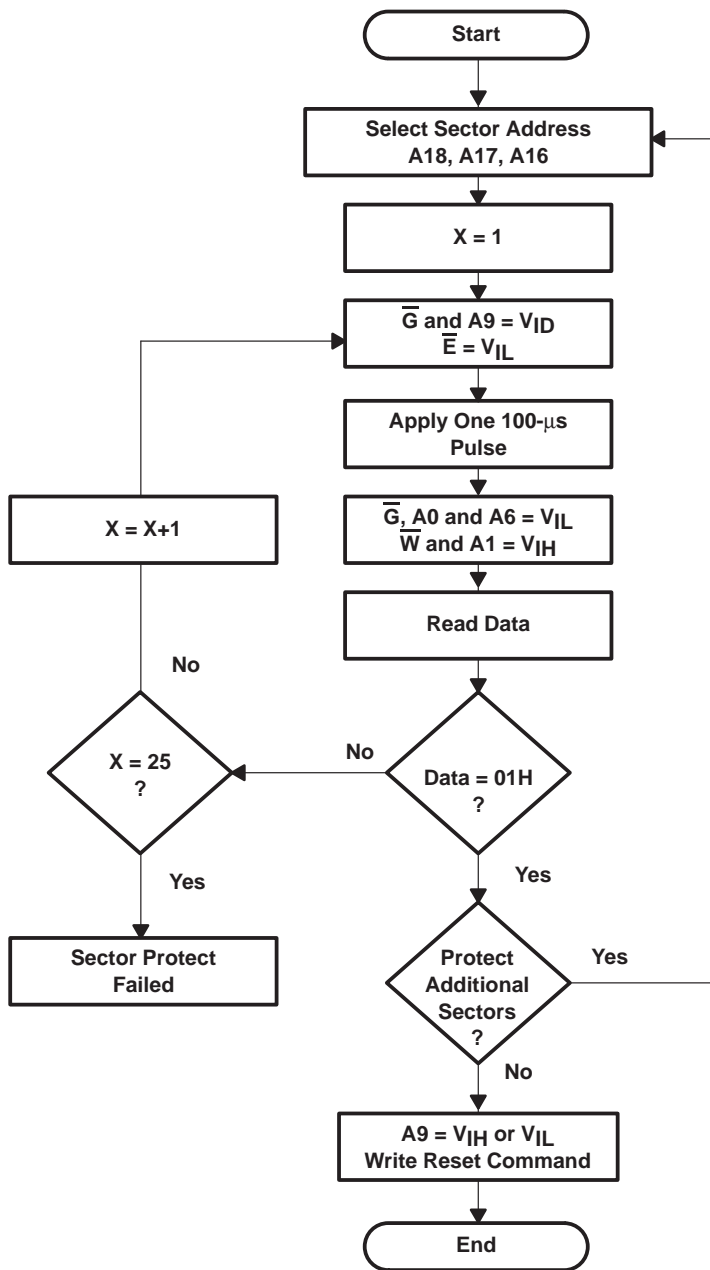 Start
Select Sector Address
A18, A17, A16
X = 1
G̅ and A9 = VID
E̅ = VIL
Apply One 100-μs
Pulse
G̅, A0 and A6 = VIL
W̅ and A1 = VIH
X = X+1
Read Data
No
X = 25
?
No
Data = 01H
?
Yes
Yes
Sector Protect
Failed
Protect
Additional
Sectors
?
Yes
No
A9 = VIH or VIL
Write Reset Command
End